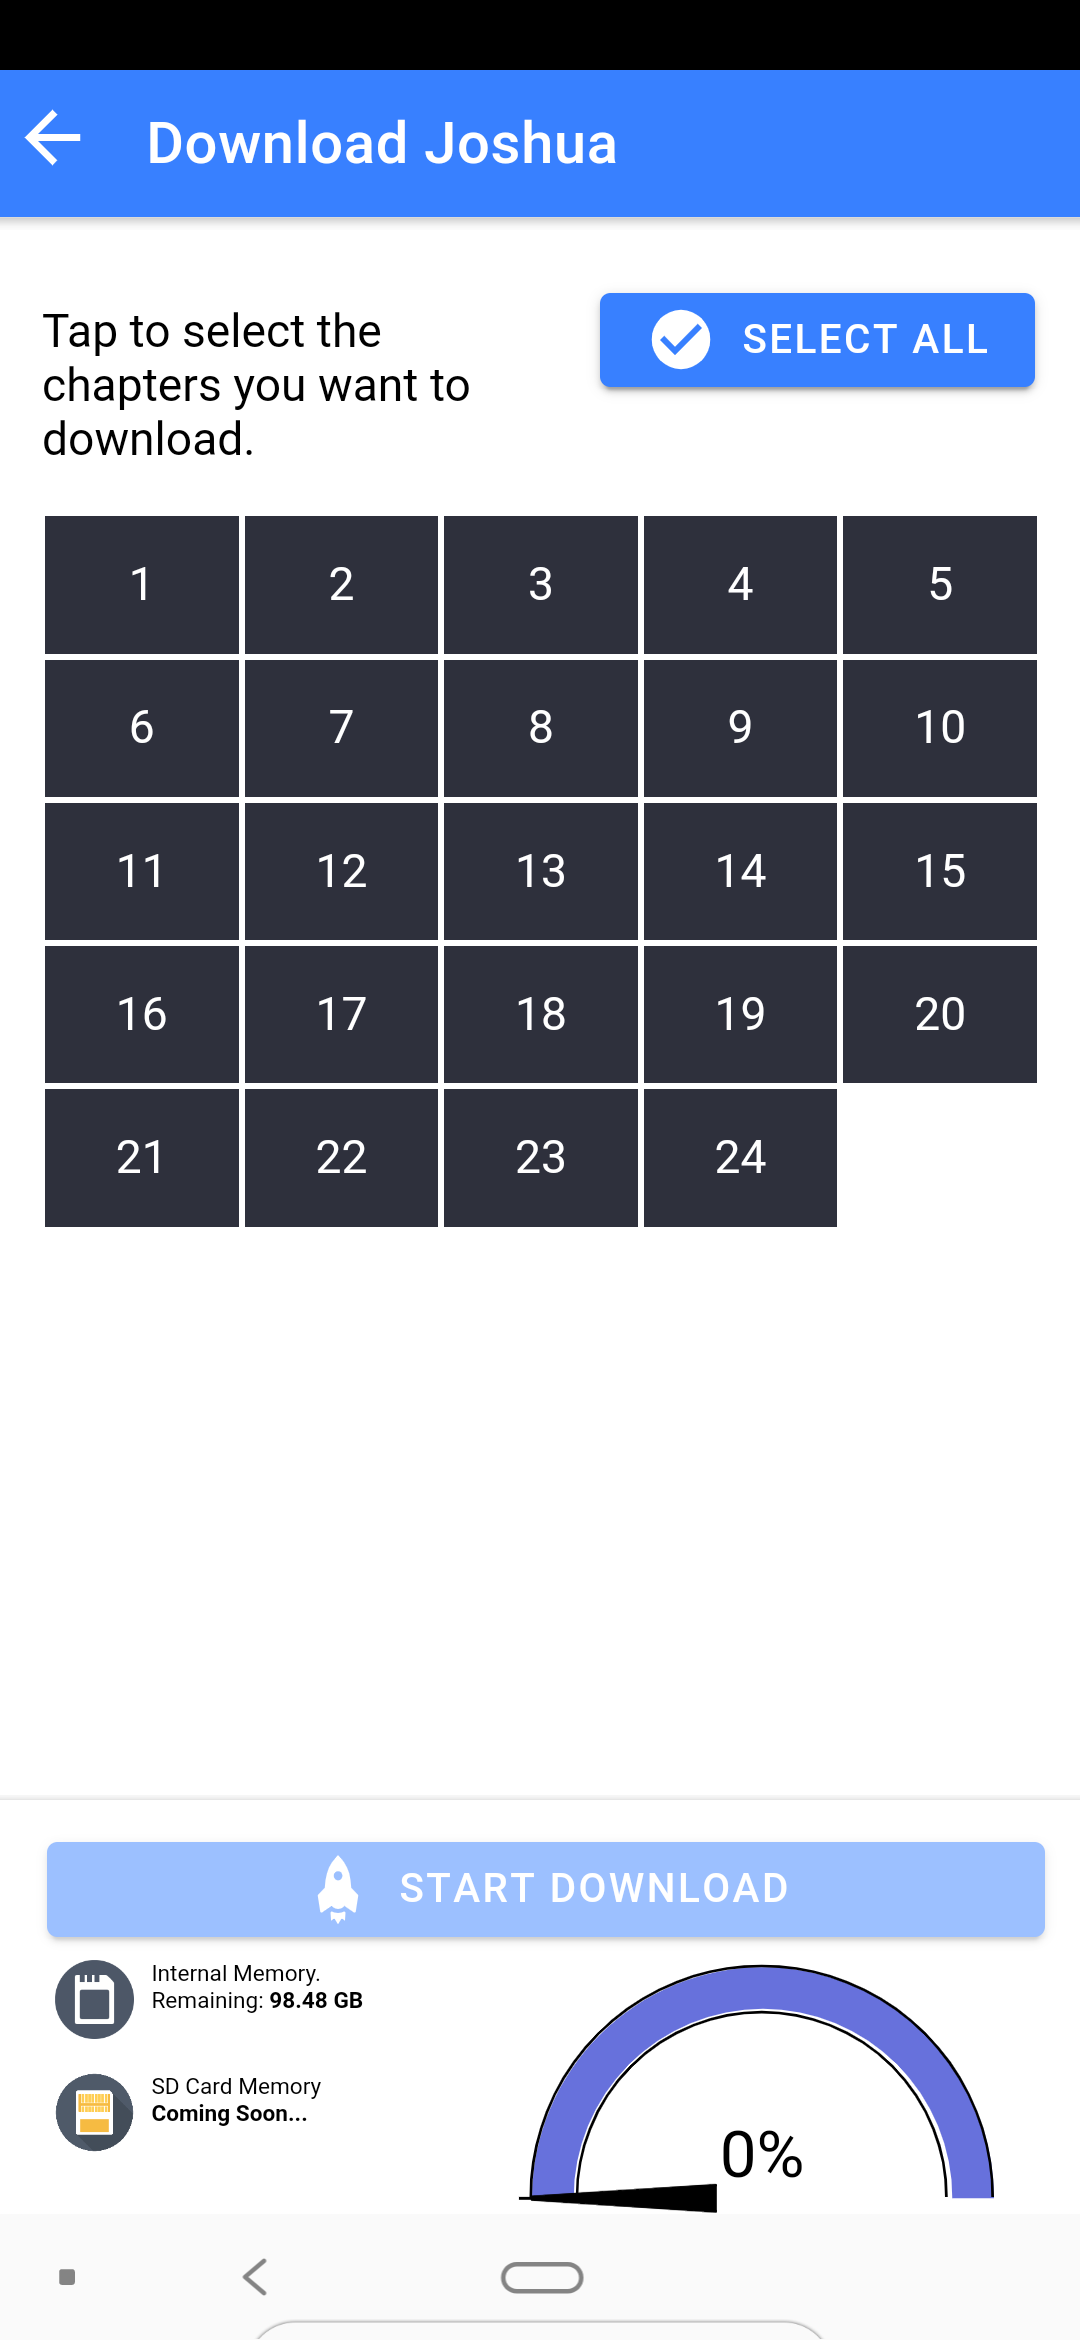 Download Joshua
Tap to select the
chapters you want to
download.
SELECT ALL
1 2 3 4 5
6 7 8 9 10
11 12 13 14 15
16 17 18 19 20
21 22 23 24
START DOWNLOAD
Internal Memory.
Remaining: 98.48 GB
SD Card Memory
Coming Soon...
0%